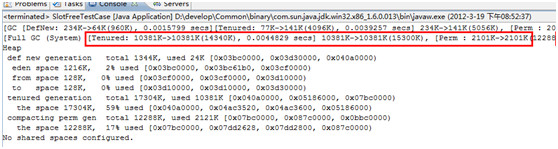 Tasks Console
<terminated> SlotFreeTestCase [Java Application] D:\develop\Common\binary\com.sun.java.jdk.win32.x86_1.6.0.013\bin\javaw.exe (2012-3-19 下午08:52:37)
[GC [DefNew: 234K->64K(960K), 0.0015799 secs][Tenured: 77K->141K(4096K), 0.0039257 secs] 234K->141K(5056K), [Perm : 20
[Full GC (System) [Tenured: 10381K->10381K(14340K), 0.0044829 secs] 10381K->10381K(15300K), [Perm : 2101K->2101K(12288
Heap
def new generation total 1344K, used 24K [0x03bc0000, 0x03d30000, 0x040a0000)
eden space 1216K, 2% used [0x03bc0000, 0x03bc61b0, 0x03cf0000)
from space 128K, 0% used [0x03cf0000, 0x03cf0000, 0x03d10000)
to space 128K, 0% used [0x03d10000, 0x03d10000, 0x03d30000)
tenured generation total 17304K, used 10381K [0x040a0000, 0x05186000, 0x07bc0000)
the space 17304K, 59% used [0x040a0000, 0x04ac3520, 0x04ac3600, 0x05186000)
compacting perm gen total 12288K, used 2121K [0x07bc0000, 0x087c0000, 0x0bbc0000)
the space 12288K, 17% used [0x07bc0000, 0x07dd2628, 0x07dd2800, 0x087c0000)
No shared spaces configured.